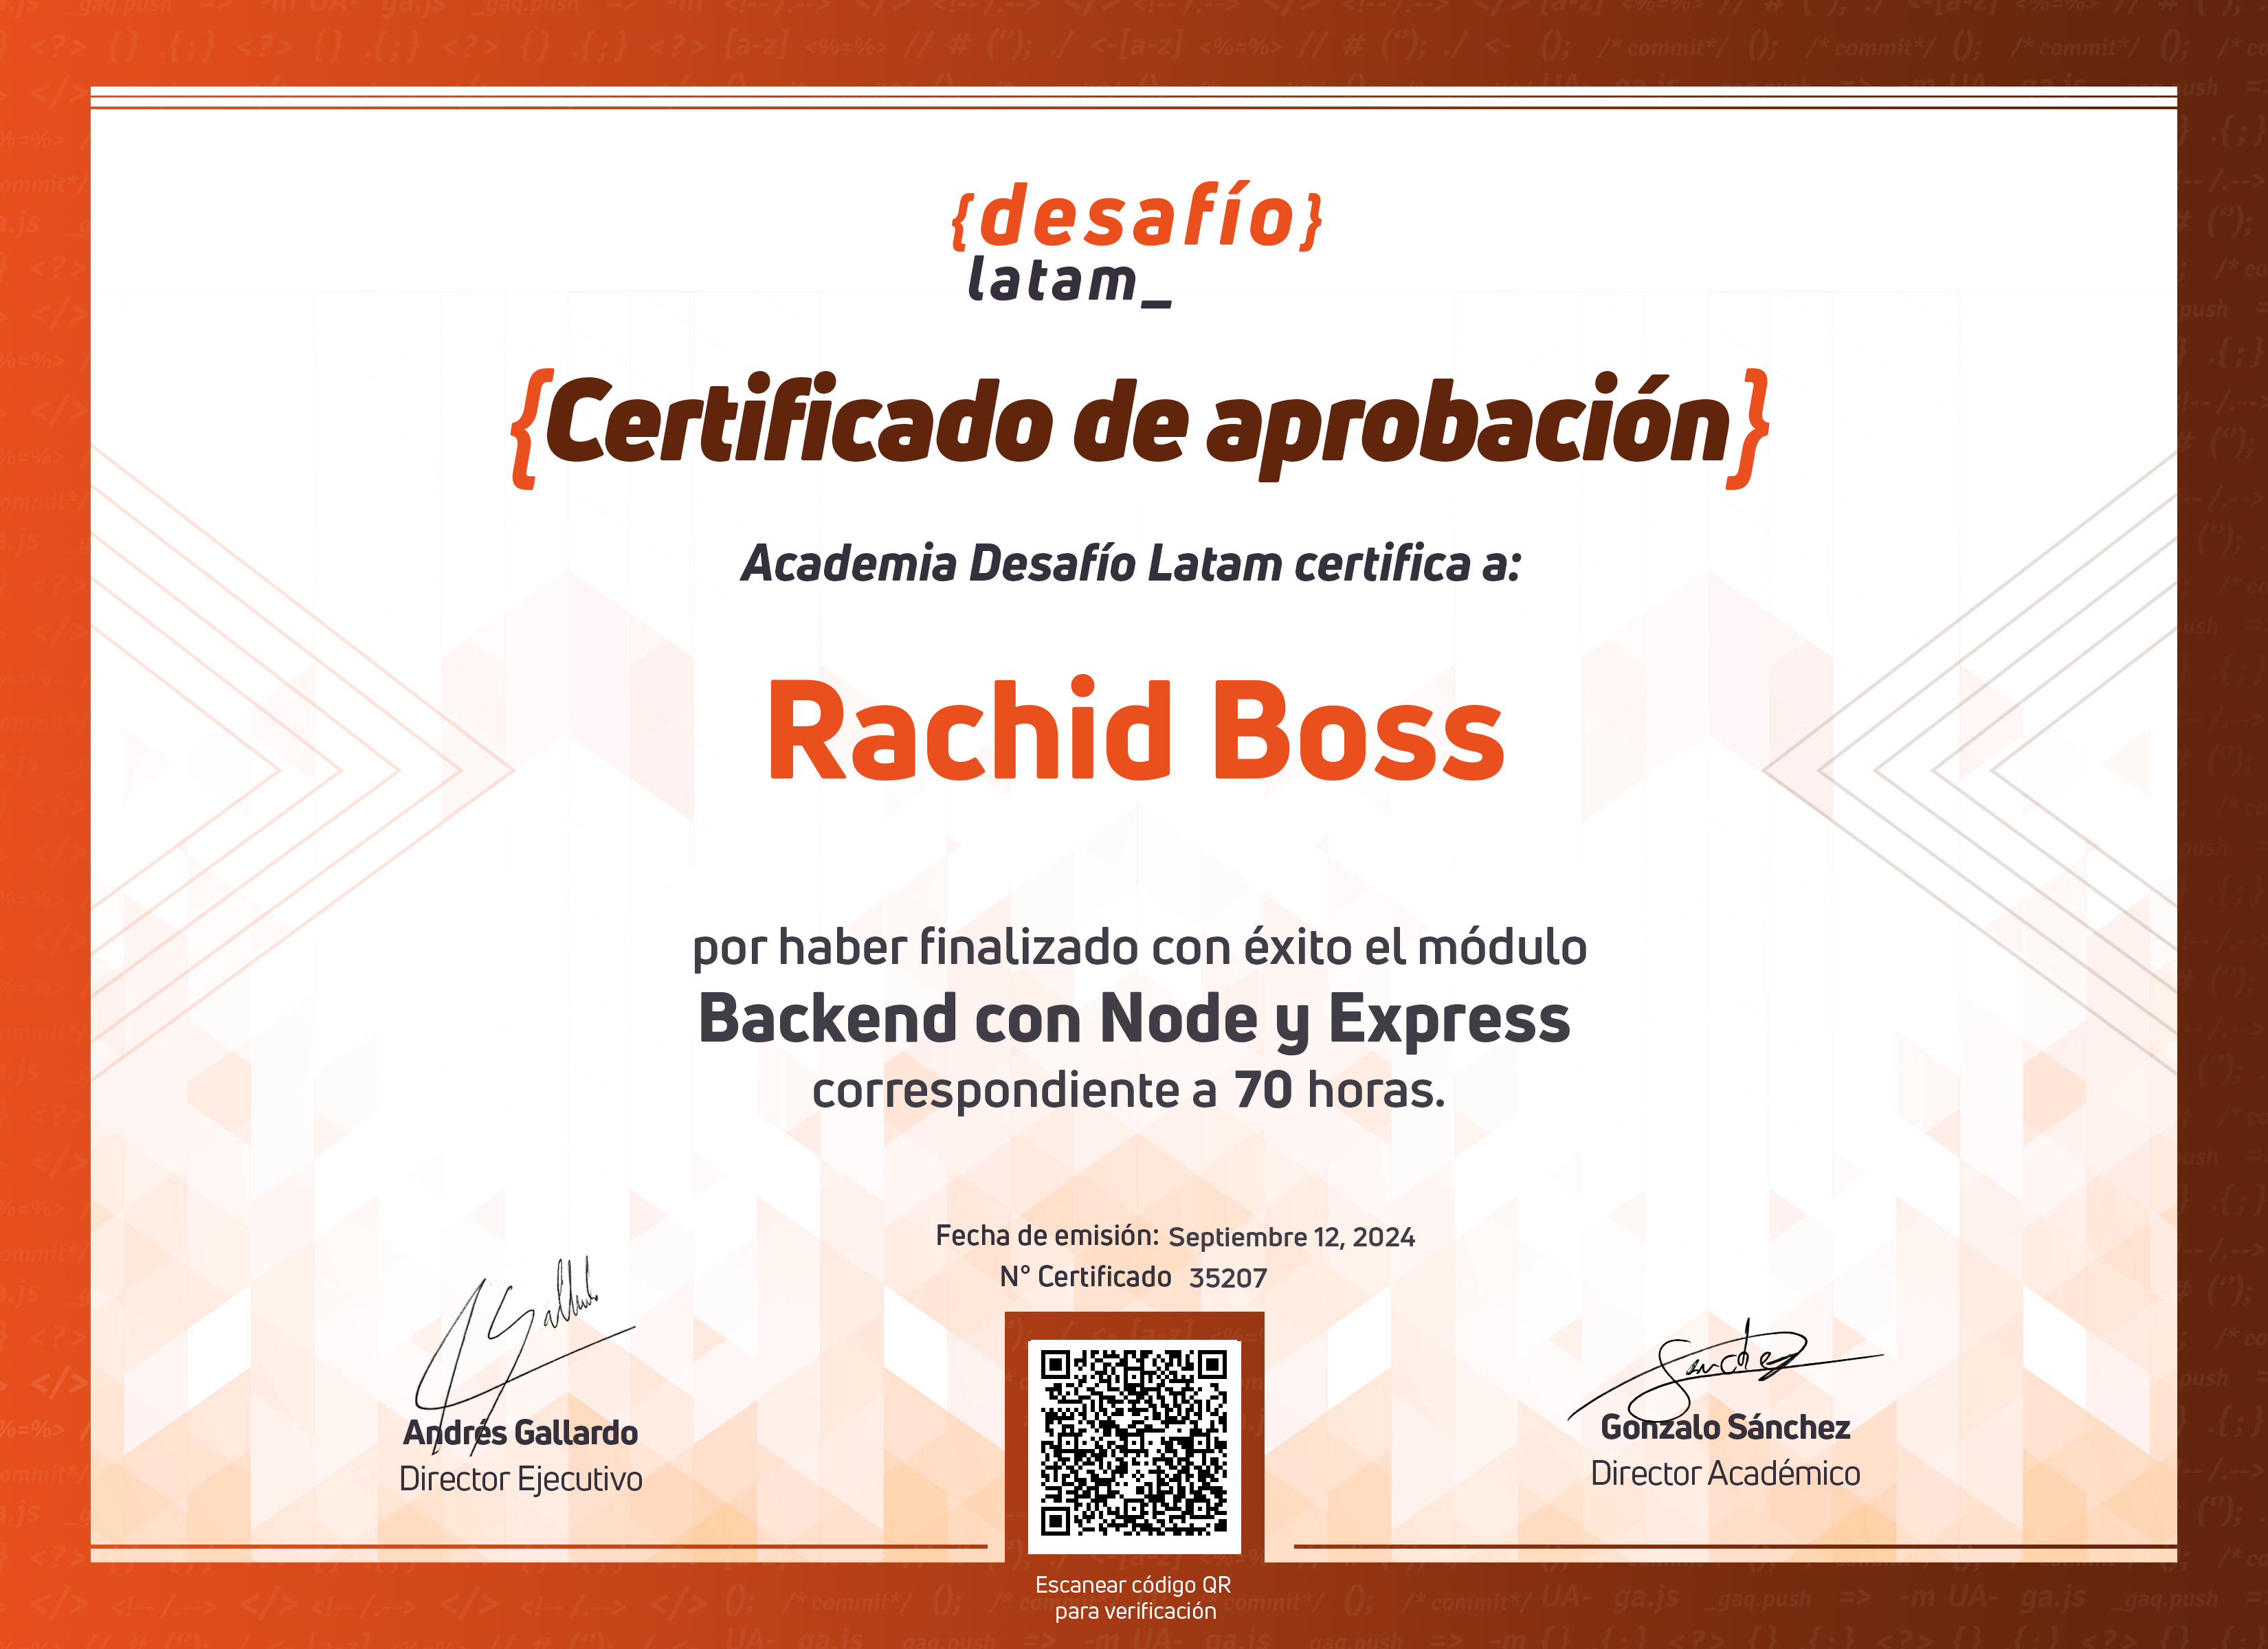 {desafío}
latam_
{Certificado de aprobación}
Academia Desafío Latam certifica a:
Rachid Boss
por haber finalizado con éxito el módulo
Backend con Node y Express
correspondiente a 70 horas.
Fecha de emisión: Septiembre 12, 2024
N° Certificado 35207
Andrés Gallardo
Director Ejecutivo
Gonzalo Sánchez
Director Académico
Escanear código QR
para verificación